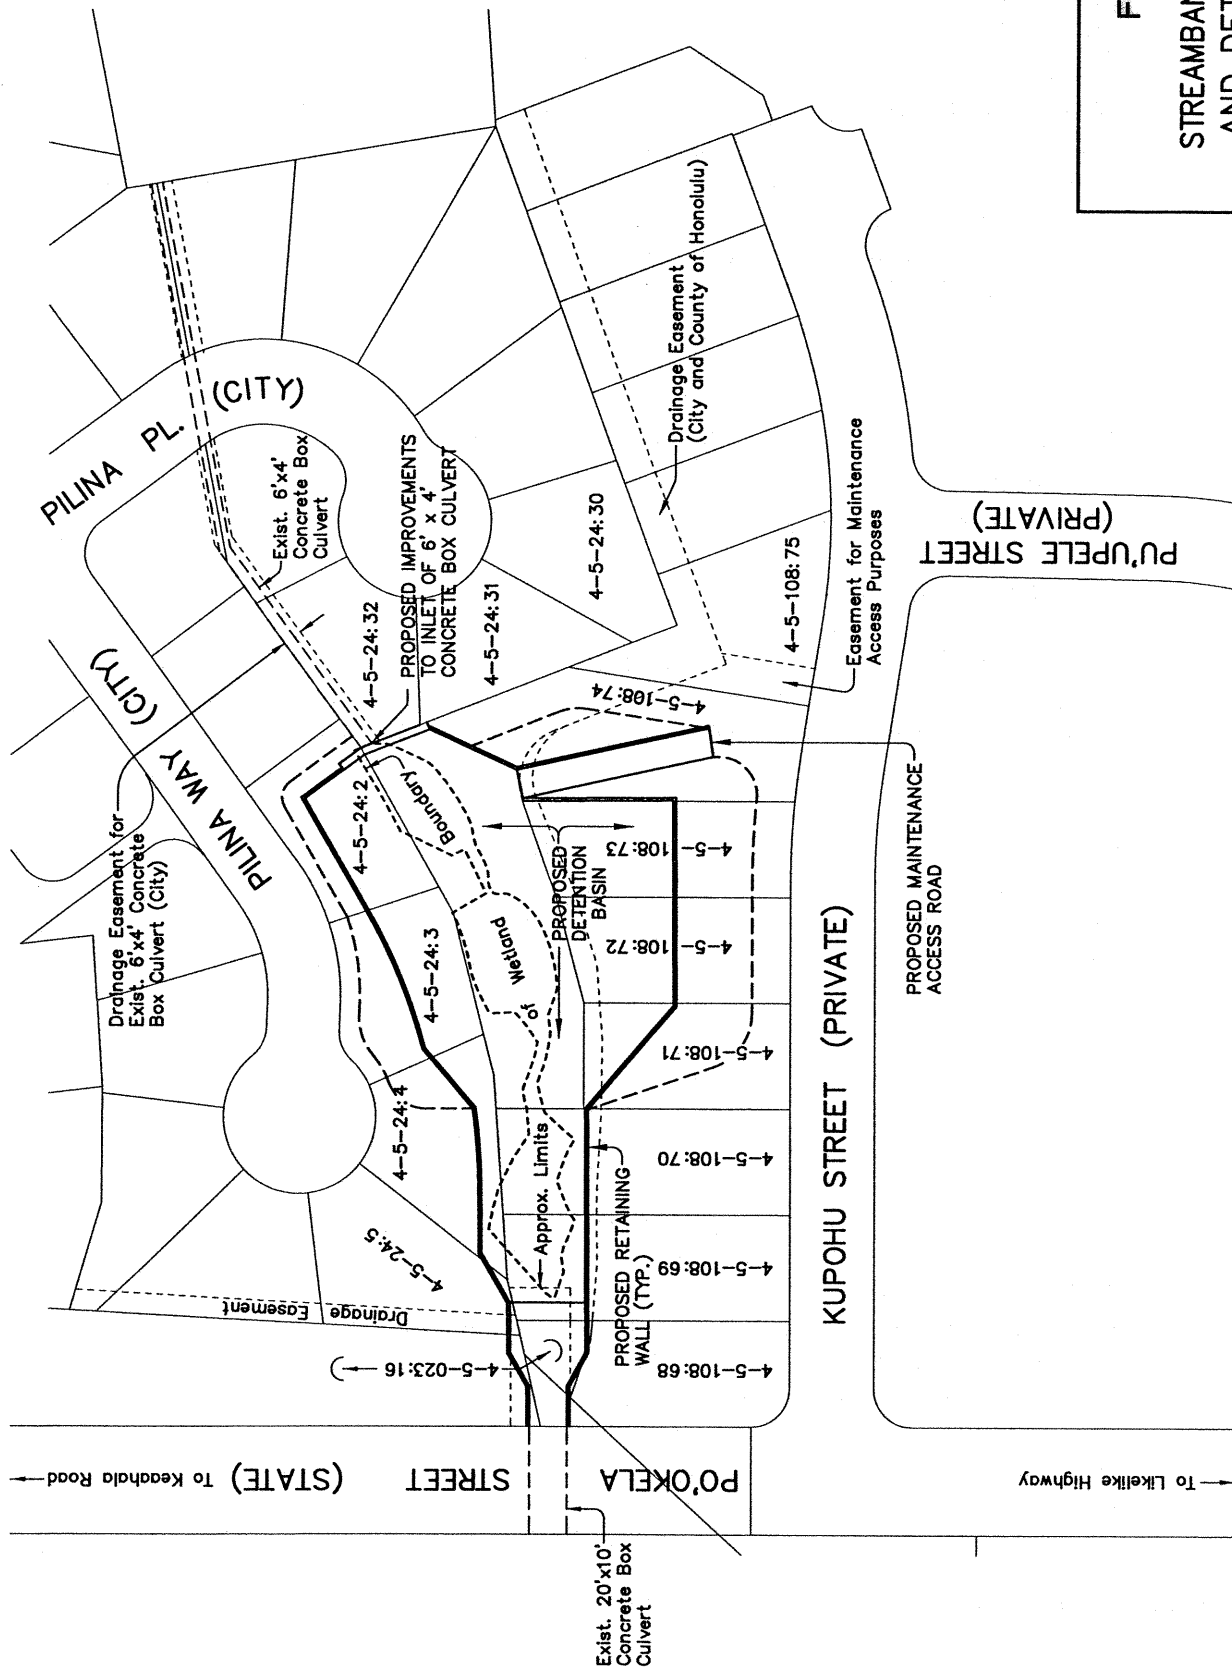 PILINA PL. (CITY)
PILINA WAY (CITY)
Drainage Easement for
Exist. 6'x4' Concrete
Box Culvert (City)
Exist. 6'x4'
Concrete Box
Culvert
PROPOSED IMPROVEMENTS
TO INLET OF 6' x 4'
CONCRETE BOX CULVERT
4-5-24:32
4-5-24:31
4-5-24:30
Drainage Easement
(City and County of Honolulu)
4-5-24:2
4-5-24:3
4-5-24:4
4-5-24:5
Drainage Easement
4-5-023:16
Approx. Limits
of Wetland
Boundary
PROPOSED
DETENTION
BASIN
4-5-108:75
4-5-108:74
4-5-108:73
4-5-108:72
4-5-108:71
4-5-108:70
4-5-108:69
4-5-108:68
Easement for Maintenance
Access Purposes
PROPOSED MAINTENANCE
ACCESS ROAD
PROPOSED RETAINING
WALL (TYP.)
KUPOHU STREET (PRIVATE)
PU'UPELE STREET
(PRIVATE)
PO'OKELA STREET (STATE)
To Keaahala Road
To Likelike Highway
Exist. 20'x10'
Concrete Box
Culvert
F
STREAMBAN
AND DET